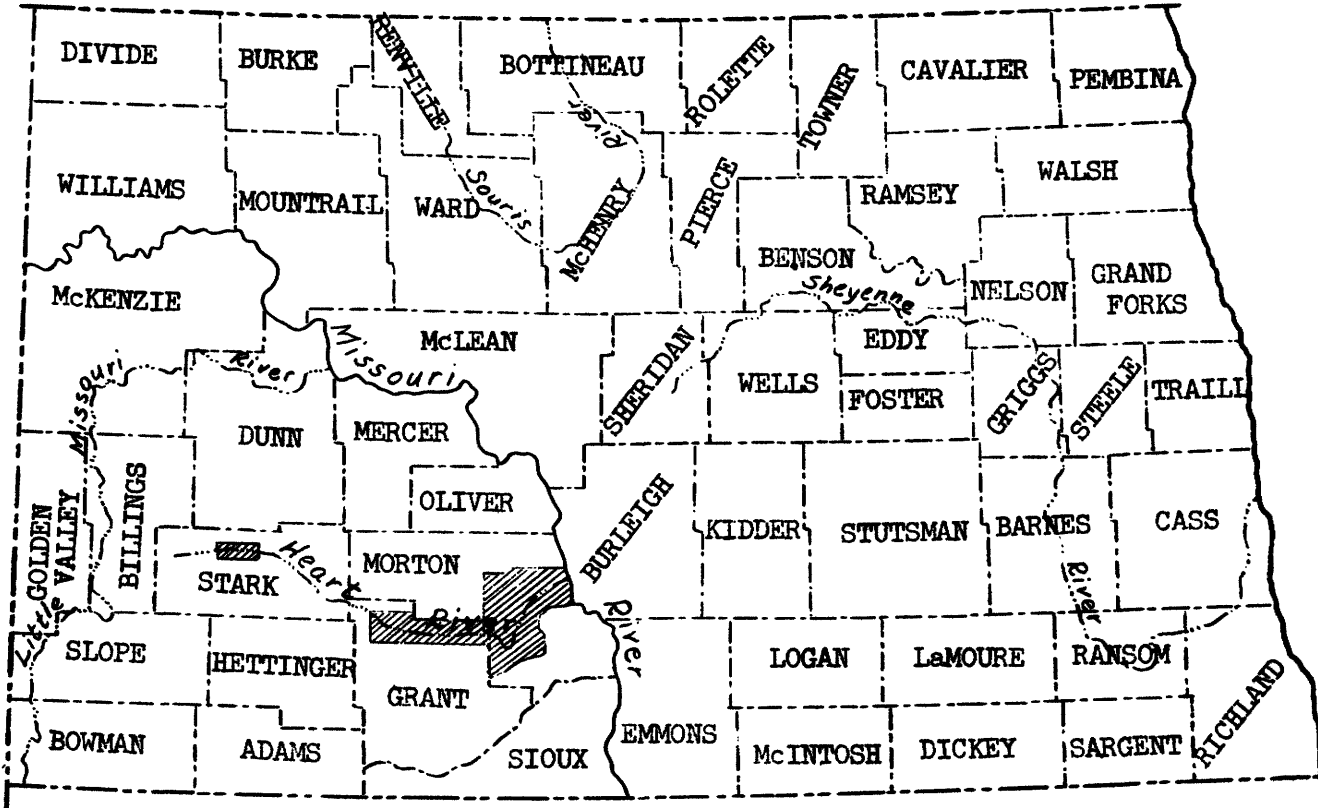 DIVIDE
BURKE
RENVILLE
BOTTINEAU
ROLETTE
TOWNER
CAVALIER
PEMBINA
WILLIAMS
MOUNTRAIL
WARD
Souris
River
McHENRY
PIERCE
BENSON
RAMSEY
WALSH
McKENZIE
McLEAN
SHERIDAN
Sheyenne
EDDY
NELSON
GRAND
FORKS
Missouri
River
Missouri
DUNN
MERCER
WELLS
FOSTER
GRIGGS
STEELE
TRAILL
GOLDEN
VALLEY
BILLINGS
OLIVER
BURLEIGH
KIDDER
STUTSMAN
BARNES
CASS
STARK
Heart
River
MORTON
River
River
Little
SLOPE
HETTINGER
GRANT
LOGAN
LaMOURE
RANSOM
RICHLAND
BOWMAN
ADAMS
SIOUX
EMMONS
McINTOSH
DICKEY
SARGENT